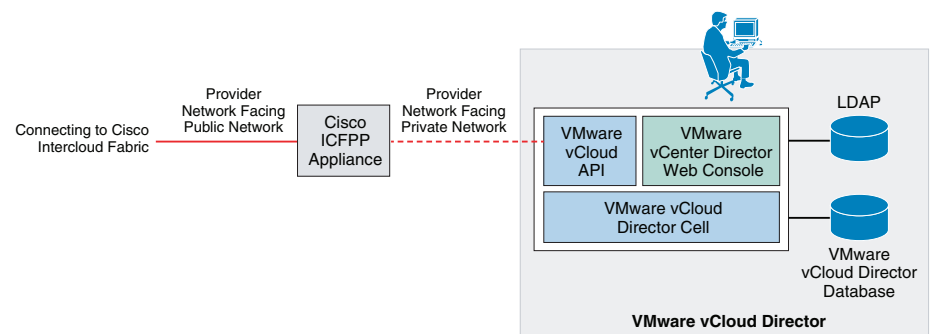 Connecting to Cisco
Intercloud Fabric
Provider
Network Facing
Public Network
Cisco
ICFPP
Appliance
Provider
Network Facing
Private Network
VMware
vCloud
API
VMware
vCenter Director
Web Console
VMware vCloud
Director Cell
LDAP
VMware
vCloud Director
Database
VMware vCloud Director